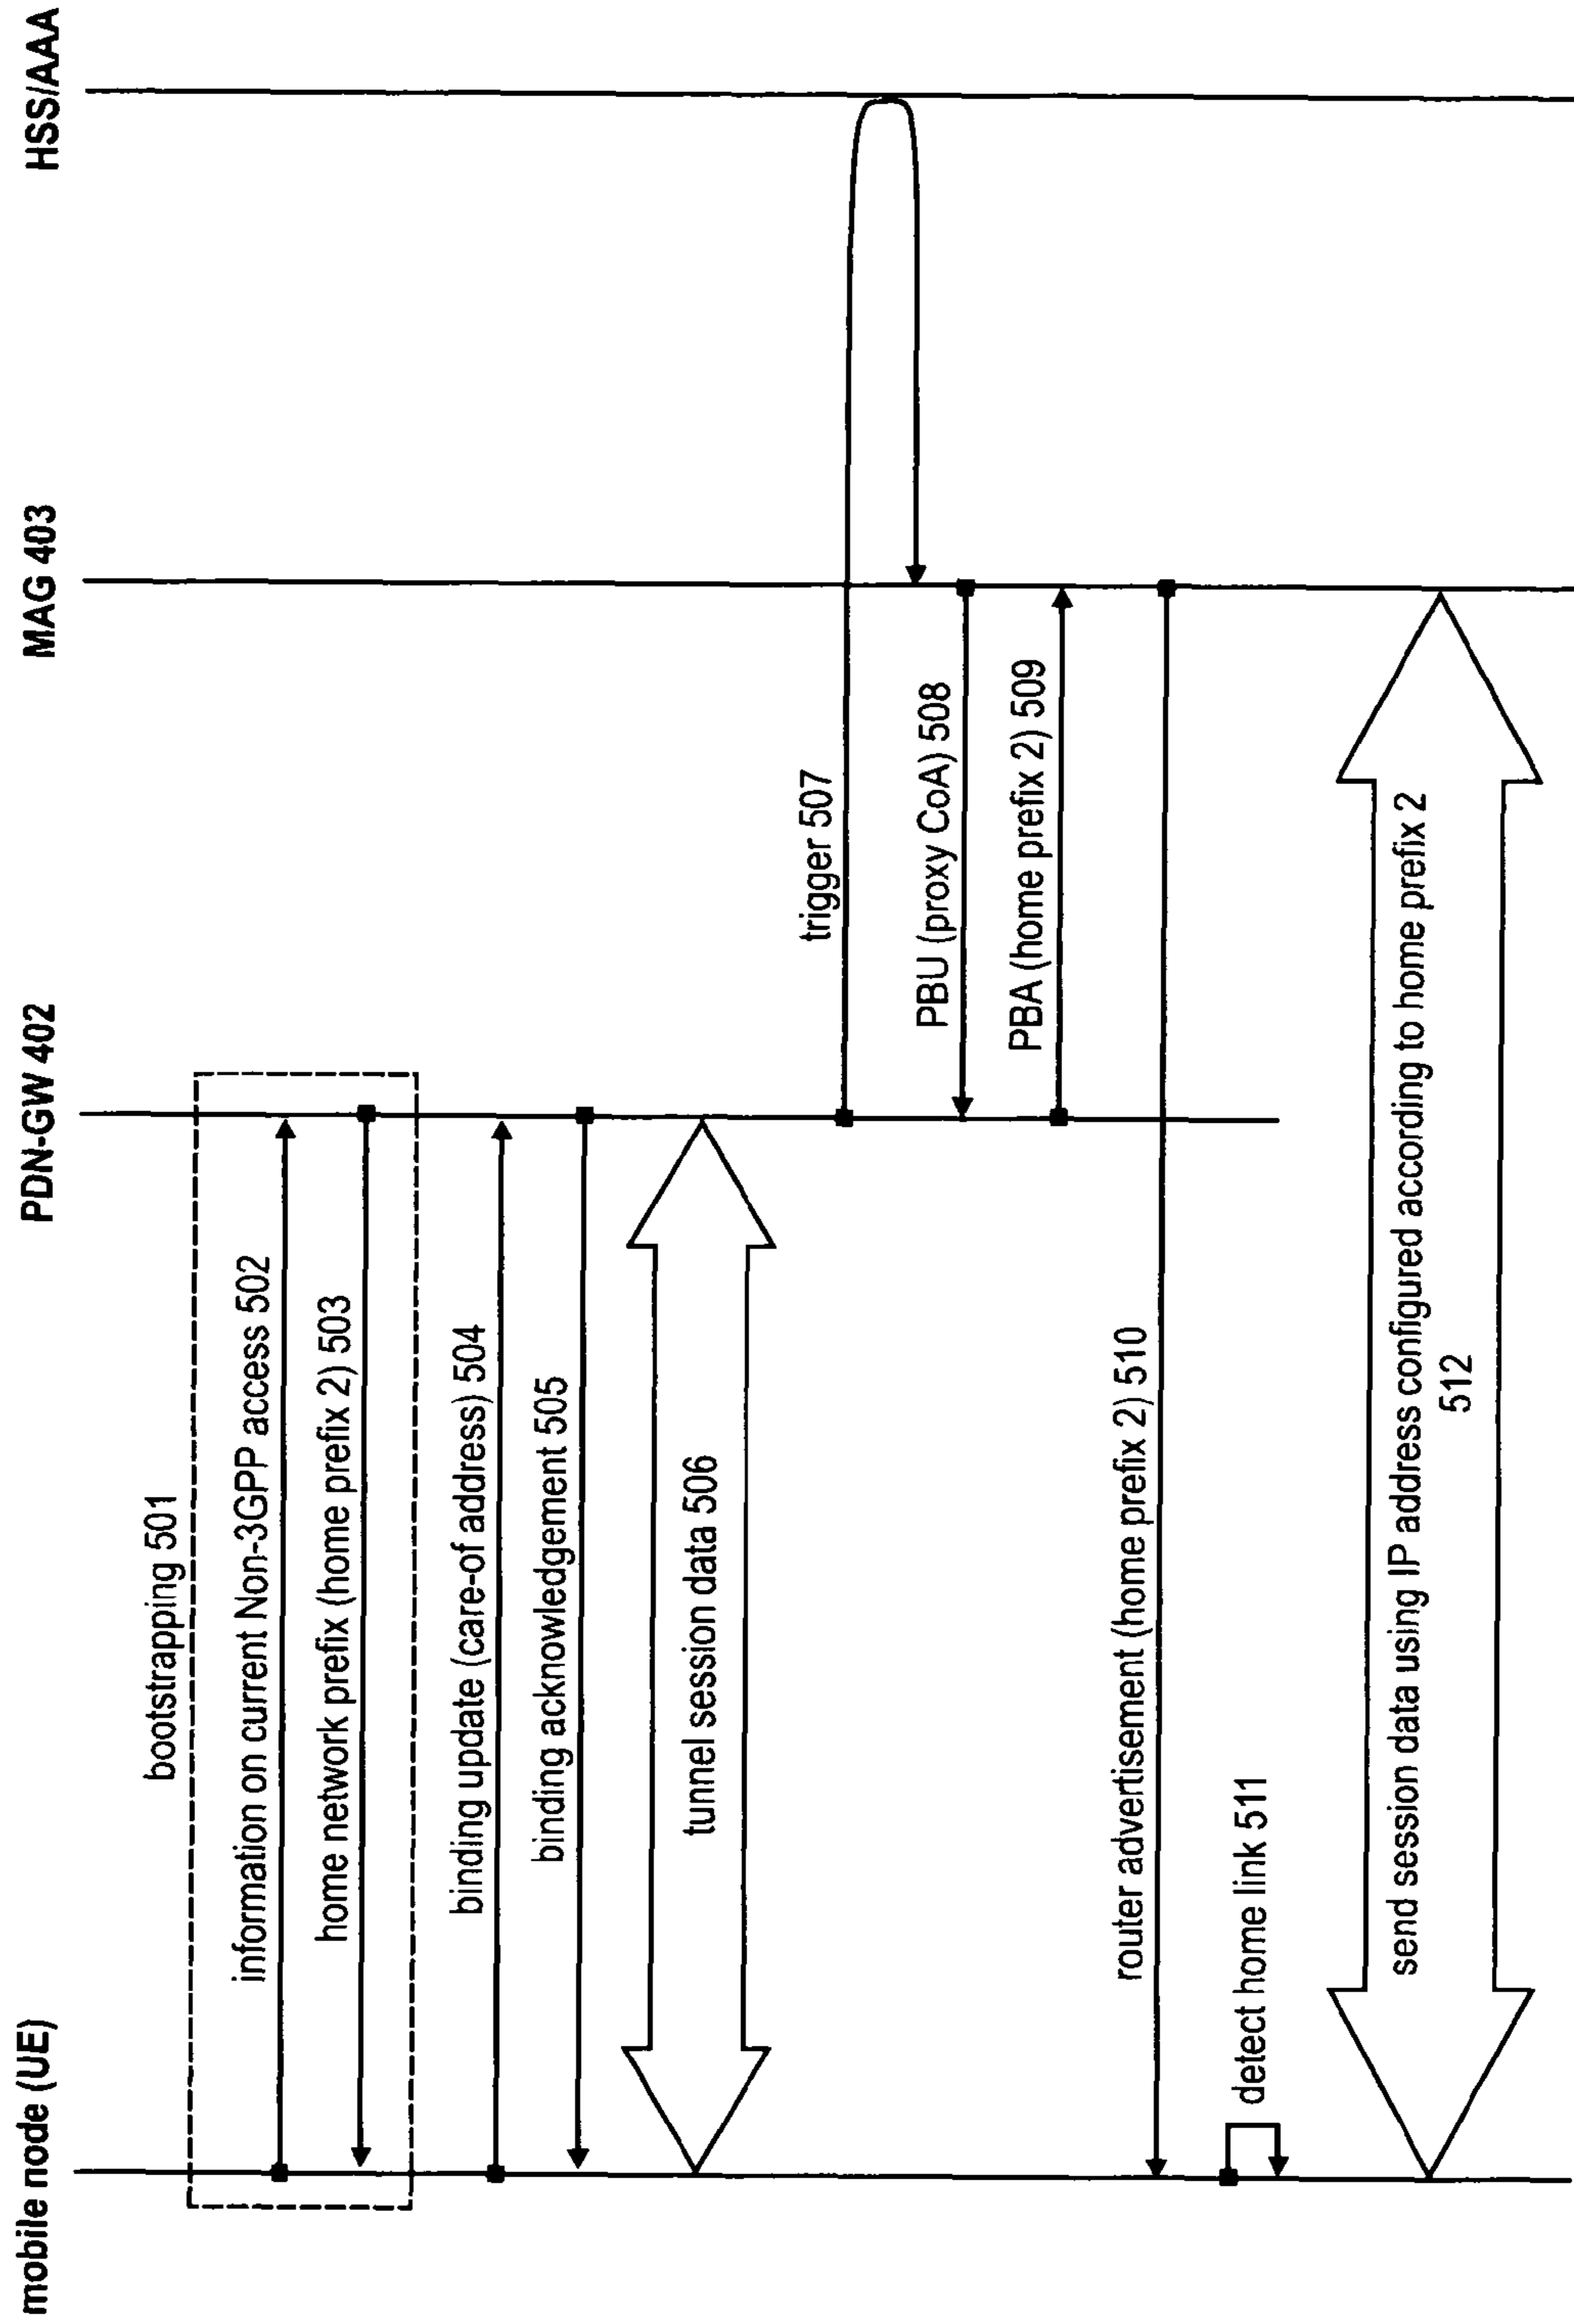 mobile node (UE)
PDN-GW 402
MAG 403
HSS/AAA
bootstrapping 501
information on current Non-3GPP access 502
home network prefix (home prefix 2) 503
binding update (care-of address) 504
binding acknowledgement 505
tunnel session data 506
trigger 507
PBU (proxy CoA) 508
PBA (home prefix 2) 509
router advertisement (home prefix 2) 510
detect home link 511
send session data using IP address configured according to home prefix 2
512